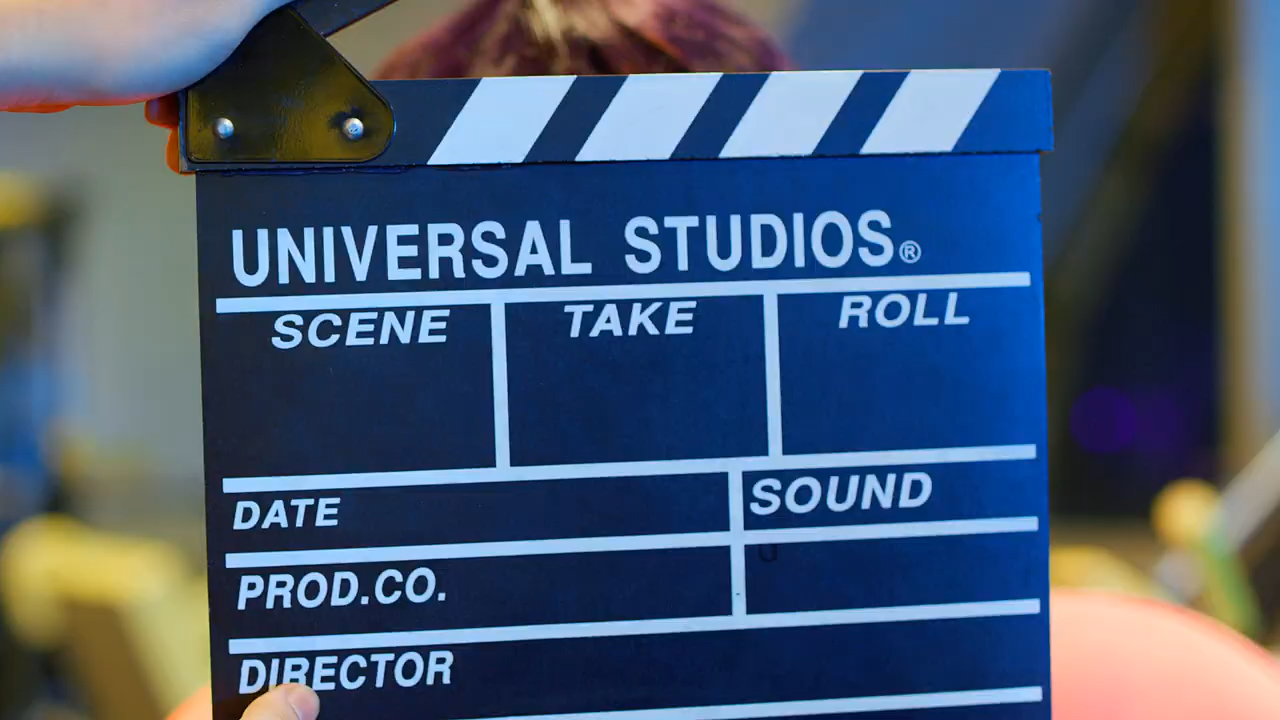 UNIVERSAL STUDIOS®
SCENE TAKE ROLL
DATE SOUND
PROD.CO.
DIRECTOR